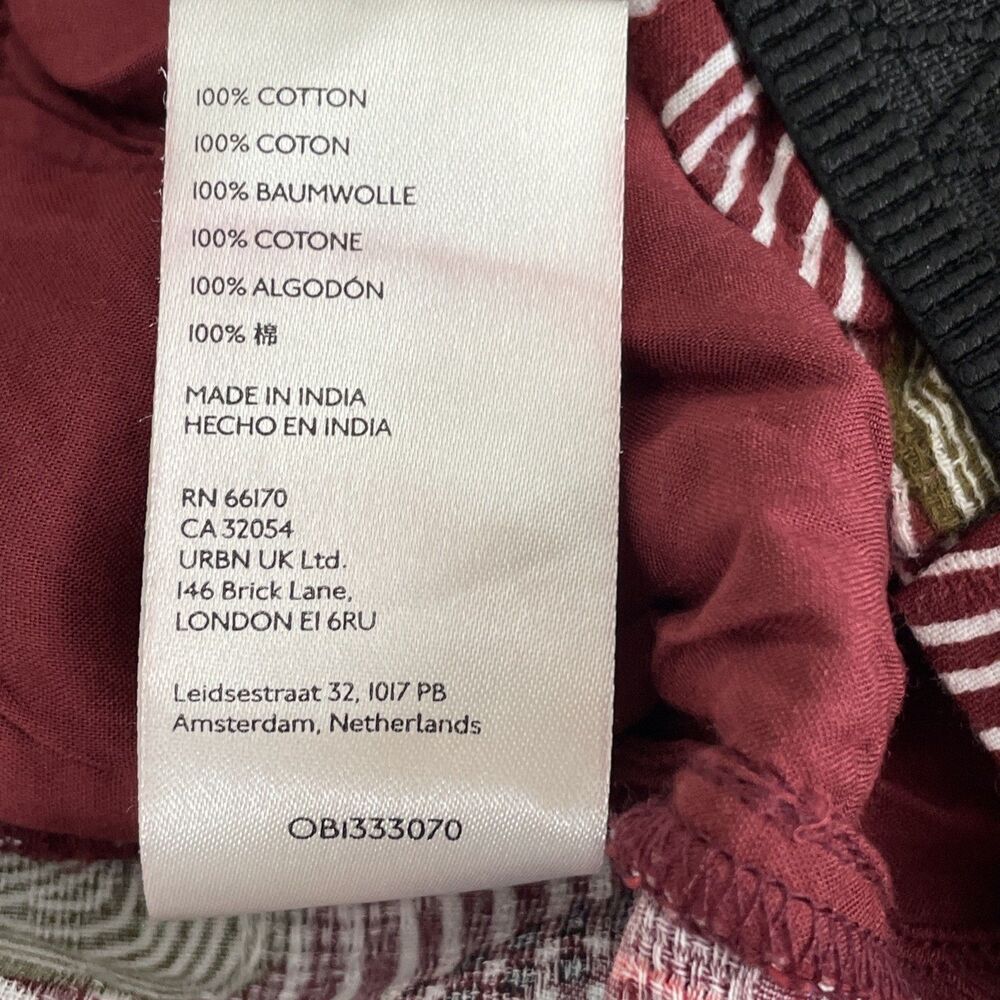 100% COTTON
100% COTON
100% BAUMWOLLE
100% COTONE
100% ALGODÓN
100% 棉
MADE IN INDIA
HECHO EN INDIA
RN 66170
CA 32054
URBN UK Ltd.
146 Brick Lane,
LONDON E1 6RU
Leidsestraat 32, 1017 PB
Amsterdam, Netherlands
OB1333070